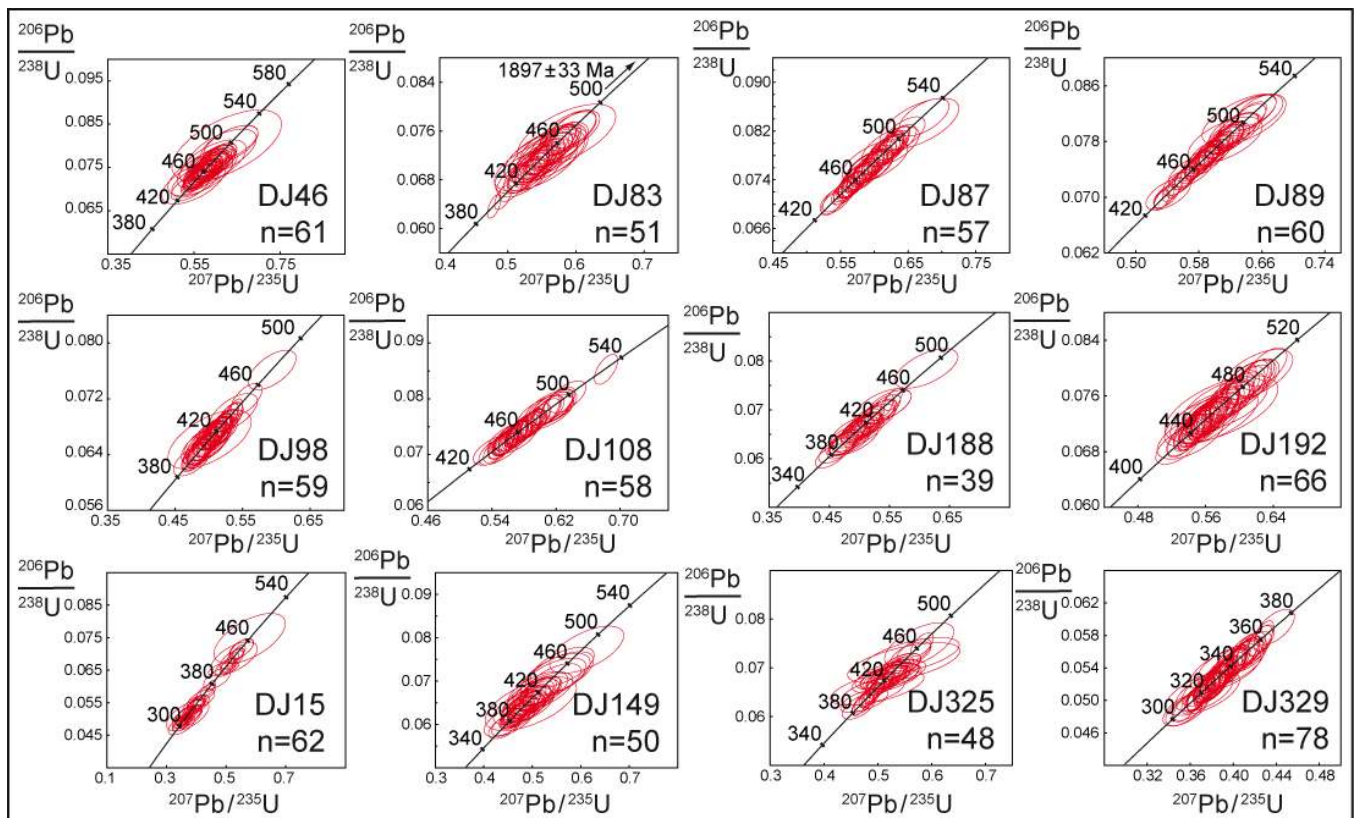 206Pb
238U
0.095
0.085
0.075
0.065
580
540
500
460
420
380
DJ46
n=61
0.35 0.55 0.75
207Pb/235U
206Pb
238U
0.084
0.076
0.068
0.060
1897±33 Ma
500
460
420
380
DJ83
n=51
0.4 0.5 0.6 0.7
207Pb/235U
206Pb
238U
0.090
0.082
0.074
0.066
540
500
460
420
DJ87
n=57
0.45 0.55 0.65 0.75
207Pb/235U
206Pb
238U
0.086
0.078
0.070
0.062
540
500
460
420
DJ89
n=60
0.50 0.58 0.66 0.74
207Pb/235U
206Pb
238U
0.080
0.072
0.064
0.056
500
460
420
380
DJ98
n=59
0.35 0.45 0.55 0.65
207Pb/235U
206Pb
238U
0.09
0.08
0.07
0.06
540
500
460
420
DJ108
n=58
0.46 0.54 0.62 0.70
207Pb/235U
206Pb
238U
0.08
0.07
0.06
500
460
420
380
340
DJ188
n=39
0.35 0.45 0.55 0.65
207Pb/235U
206Pb
238U
0.084
0.076
0.068
0.060
520
480
440
400
DJ192
n=66
0.48 0.56 0.64
207Pb/235U
206Pb
238U
0.085
0.075
0.065
0.055
0.045
540
460
380
300
DJ15
n=62
0.1 0.3 0.5 0.7
207Pb/235U
206Pb
238U
0.09
0.08
0.07
0.06
540
500
460
420
380
340
DJ149
n=50
0.3 0.4 0.5 0.6 0.7
207Pb/235U
206Pb
238U
0.08
0.07
0.06
500
460
420
380
340
DJ325
n=48
0.3 0.4 0.5 0.6 0.7
207Pb/235U
206Pb
238U
0.062
0.058
0.054
0.050
0.046
380
360
340
320
300
DJ329
n=78
0.32 0.36 0.40 0.44 0.48
207Pb/235U